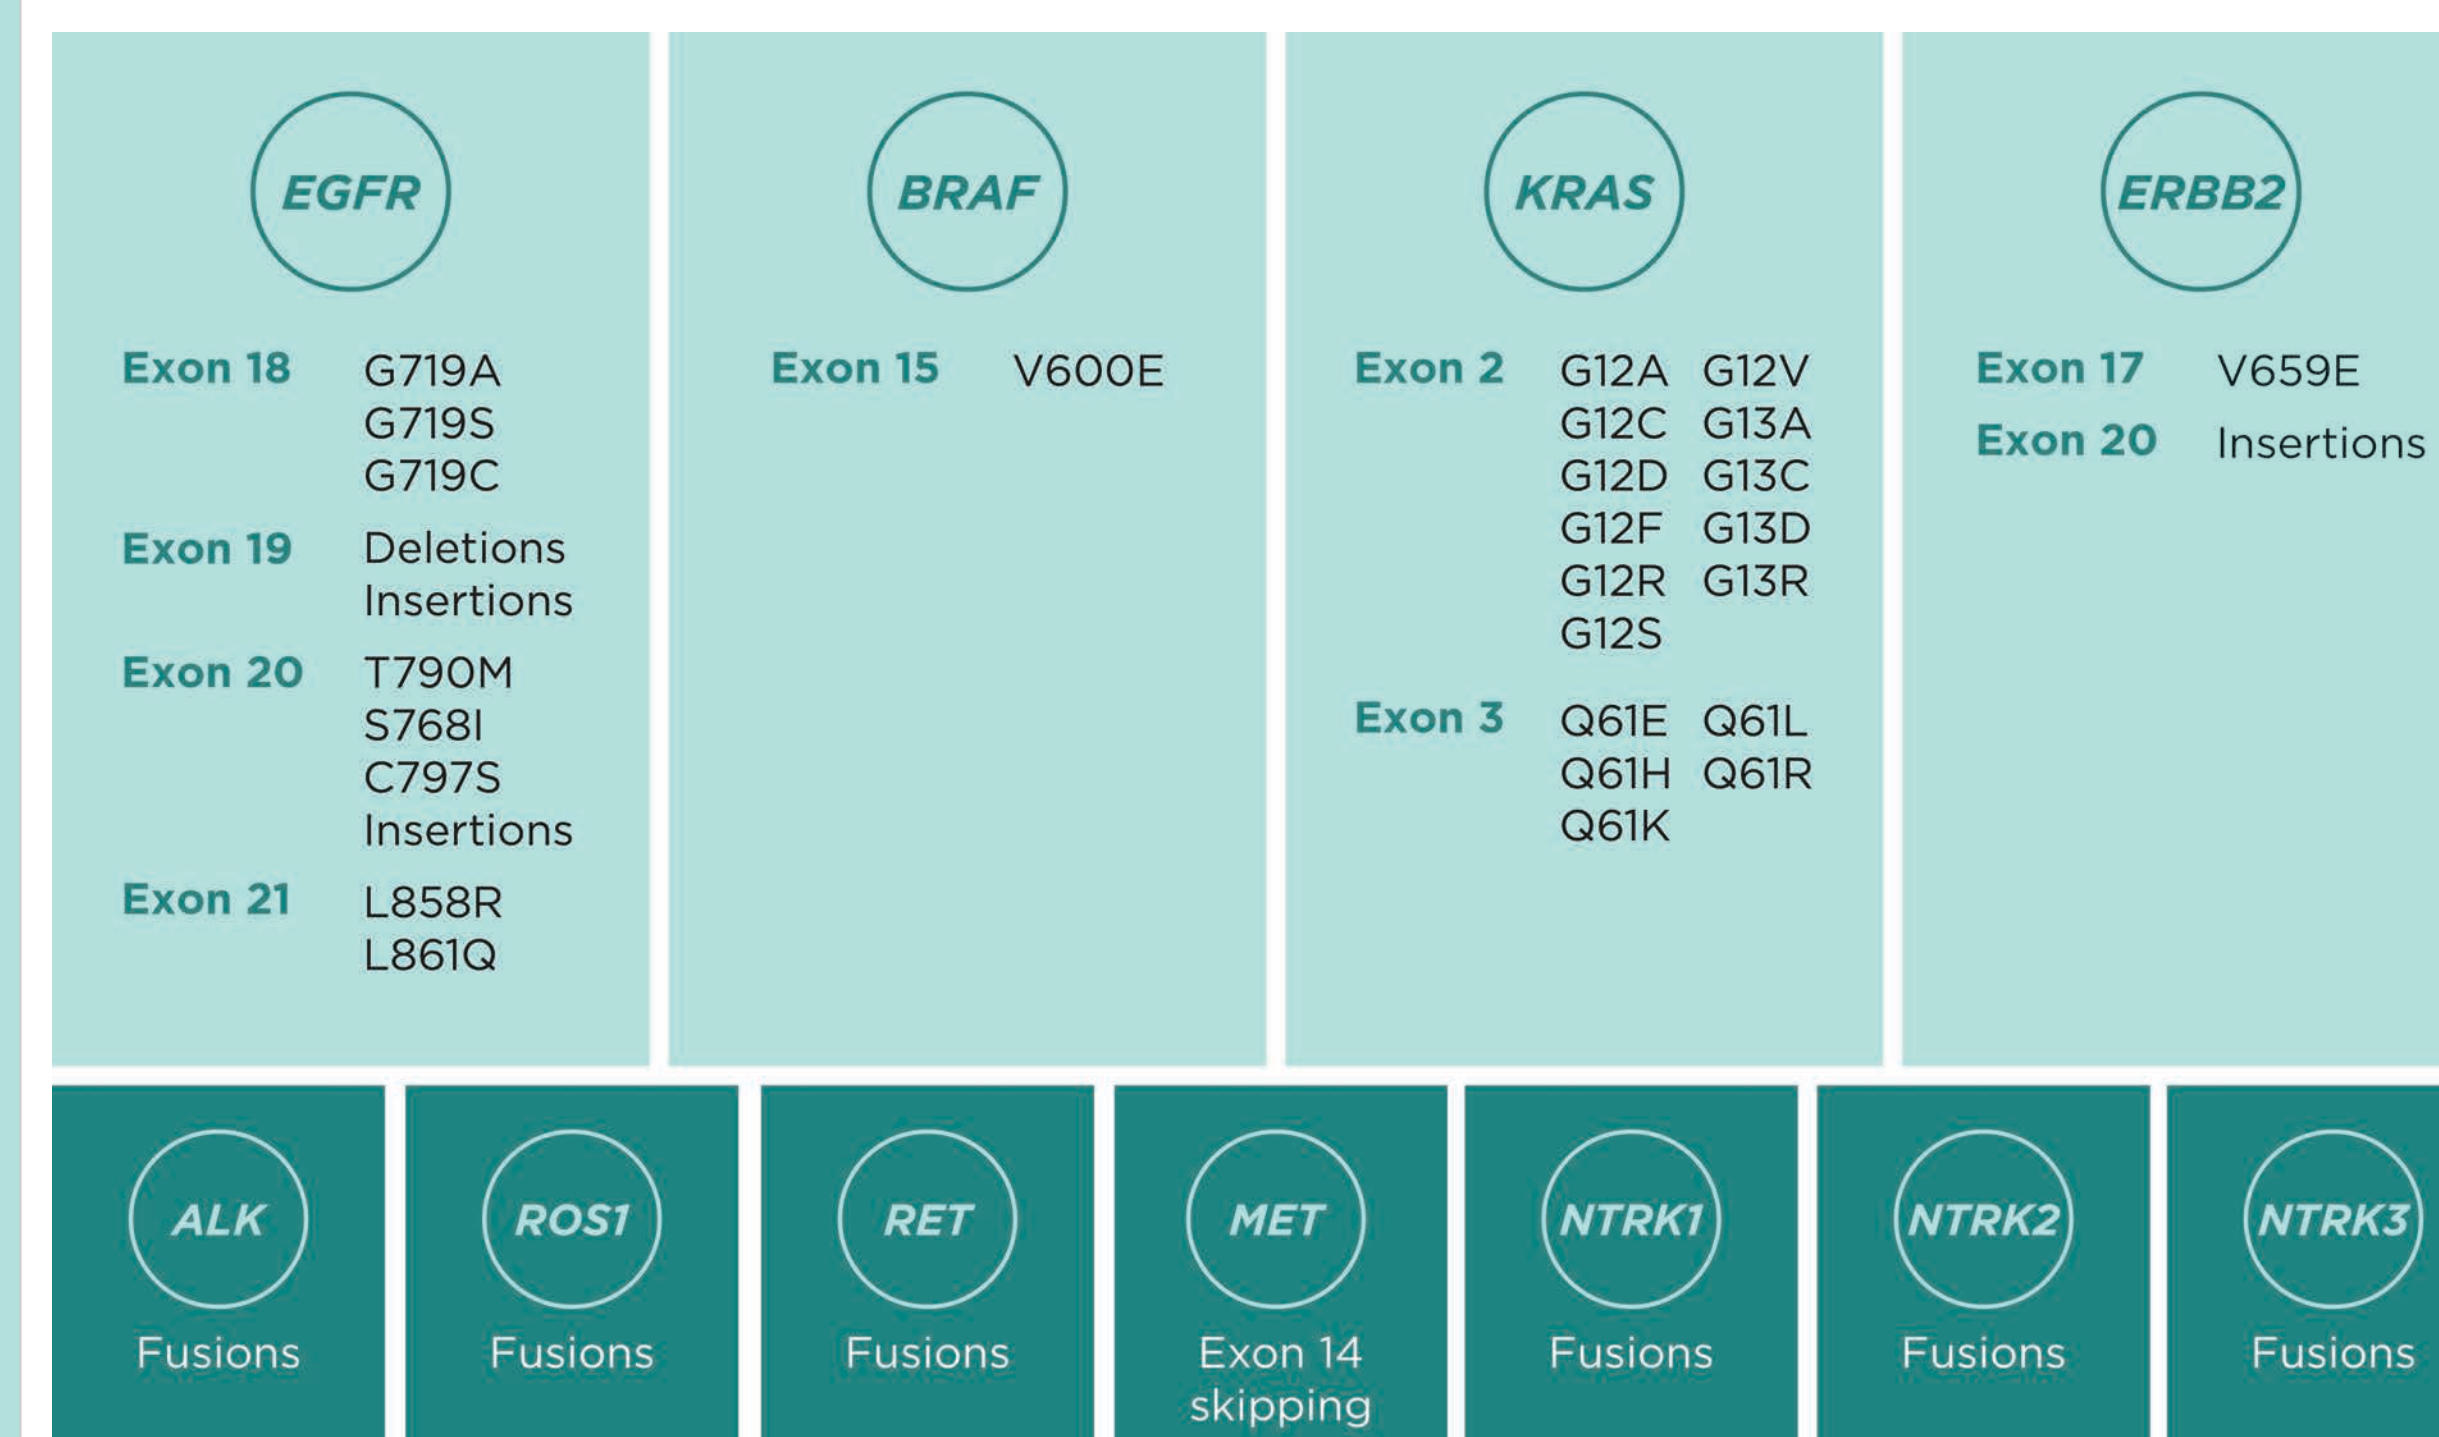 EGFR
Exon 18 G719A
G719S
G719C
Exon 19 Deletions
Insertions
Exon 20 T790M
S768I
C797S
Insertions
Exon 21 L858R
L861Q
BRAF
Exon 15 V600E
KRAS
Exon 2 G12A G12V
G12C G13A
G12D G13C
G12F G13D
G12R G13R
G12S
Exon 3 Q61E Q61L
Q61H Q61R
Q61K
ERBB2
Exon 17 V659E
Exon 20 Insertions
ALK
Fusions
ROS1
Fusions
RET
Fusions
MET
Exon 14
skipping
NTRK1
Fusions
NTRK2
Fusions
NTRK3
Fusions